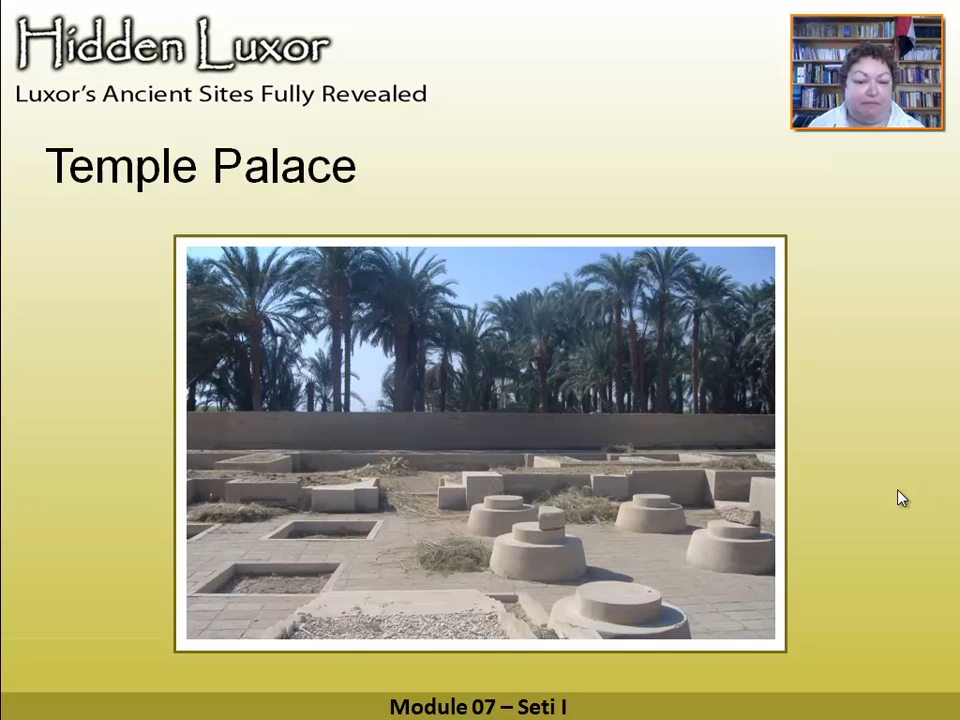 Hidden Luxor
Luxor's Ancient Sites Fully Revealed
Temple Palace
Module 07 – Seti I